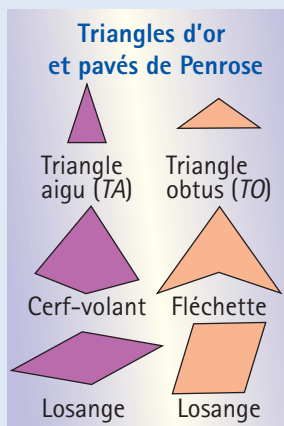 Triangles d’or
et pavés de Penrose
Triangle
aigu (TA)
Triangle
obtus (TO)
Cerf-volant
Fléchette
Losange
Losange